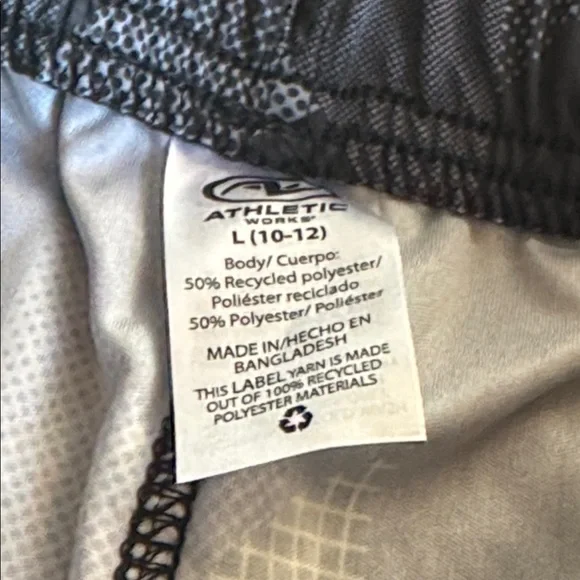 ATHLETIC
WORKS®
L (10-12)
Body/ Cuerpo:
50% Recycled polyester/
Poliéster reciclado
50% Polyester/ Poliéster
MADE IN/HECHO EN
BANGLADESH
THIS LABEL YARN IS MADE
OUT OF 100% RECYCLED
POLYESTER MATERIALS